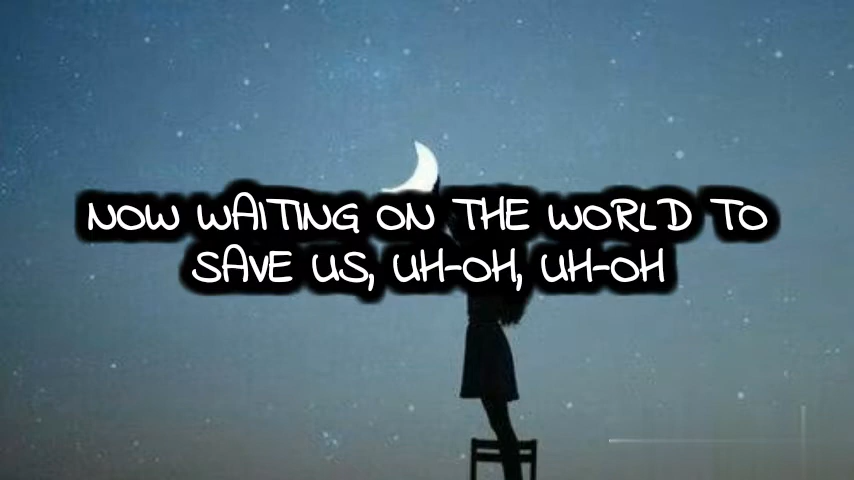 NOW WAITING ON THE WORLD TO
SAVE US, UH-OH, UH-OH